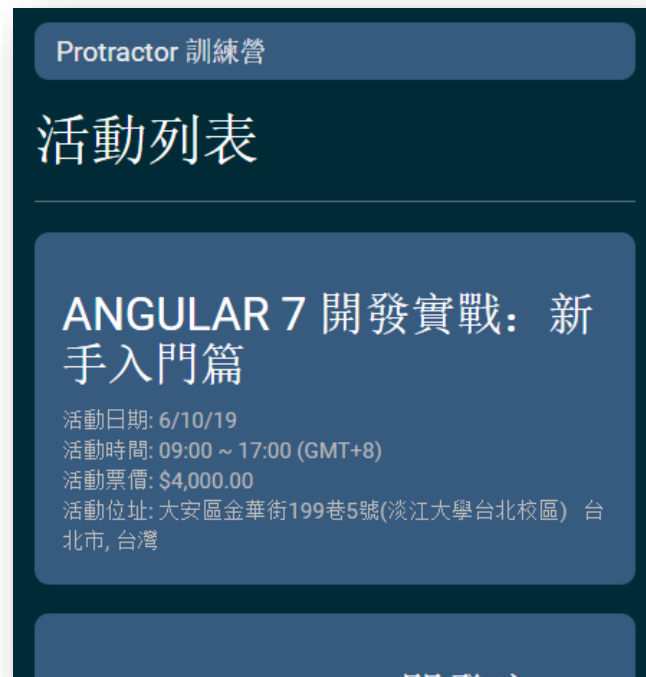 Protractor 訓練營
活動列表
ANGULAR 7 開發實戰：新
手入門篇
活動日期: 6/10/19
活動時間: 09:00 ~ 17:00 (GMT+8)
活動票價: $4,000.00
活動位址: 大安區金華街199巷5號(淡江大學台北校區) 台
北市, 台灣